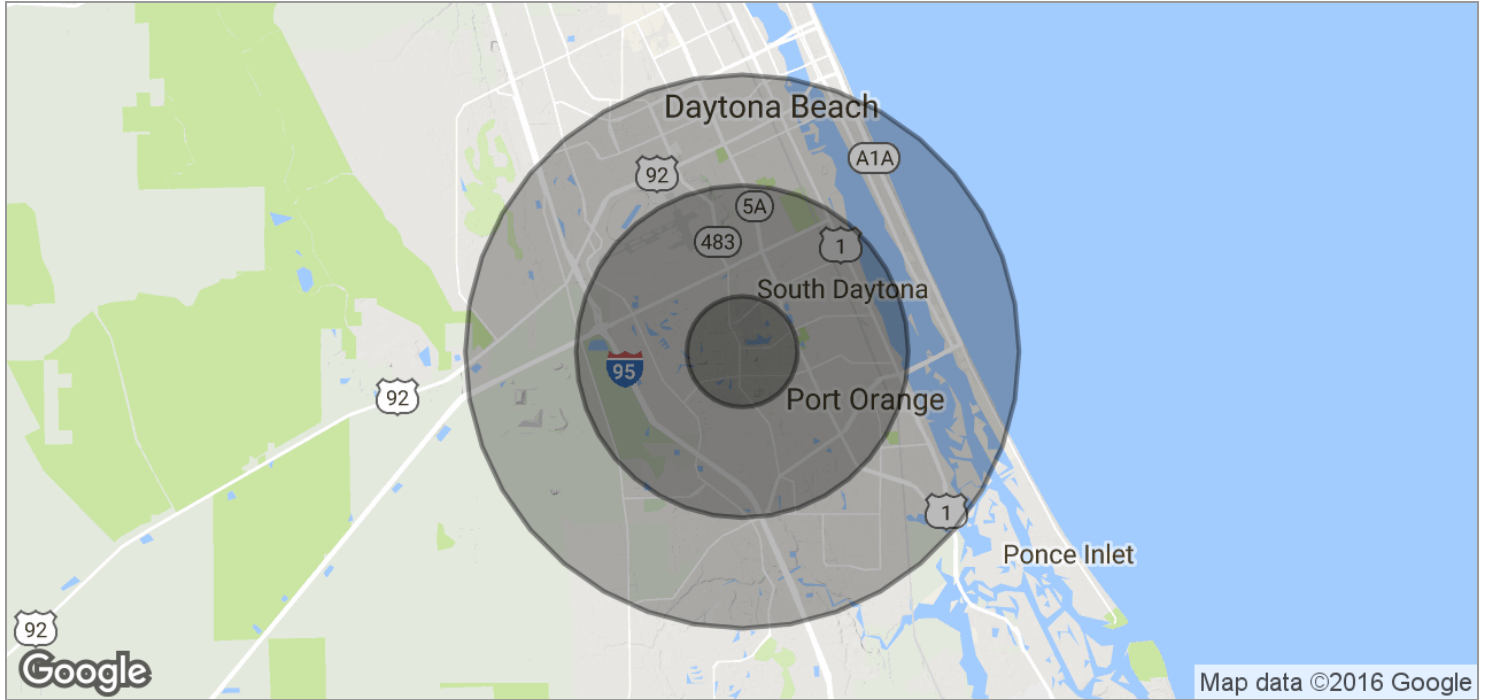 Daytona Beach
A1A
92
5A
483
1
South Daytona
95
92
Port Orange
1
Ponce Inlet
92
Google
Map data ©2016 Google